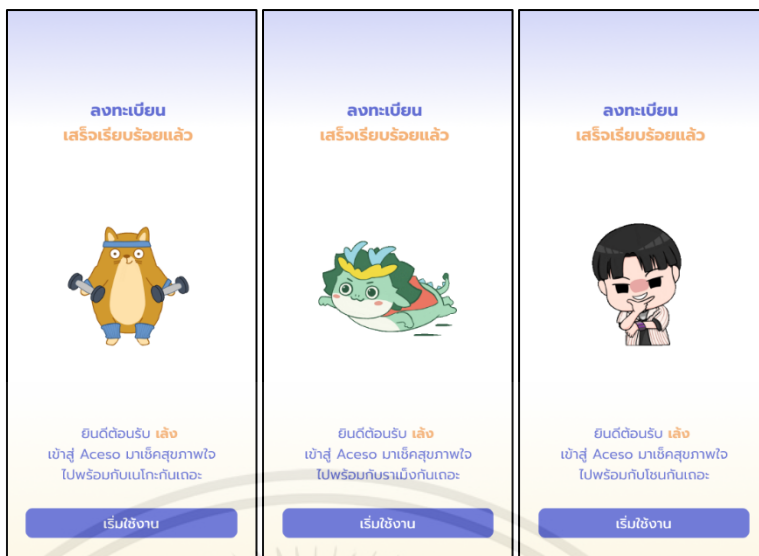 ลงทะเบียน
เสร็จเรียบร้อยแล้ว
ยินดีต้อนรับ เล้ง
เข้าสู่ Aceso มาเช็คสุขภาพใจ
ไปพร้อมกับเนโกะกันเถอะ
เริ่มใช้งาน
ลงทะเบียน
เสร็จเรียบร้อยแล้ว
ยินดีต้อนรับ เล้ง
เข้าสู่ Aceso มาเช็คสุขภาพใจ
ไปพร้อมกับราเม็งกันเถอะ
เริ่มใช้งาน
ลงทะเบียน
เสร็จเรียบร้อยแล้ว
ยินดีต้อนรับ เล้ง
เข้าสู่ Aceso มาเช็คสุขภาพใจ
ไปพร้อมกับโชนกันเถอะ
เริ่มใช้งาน